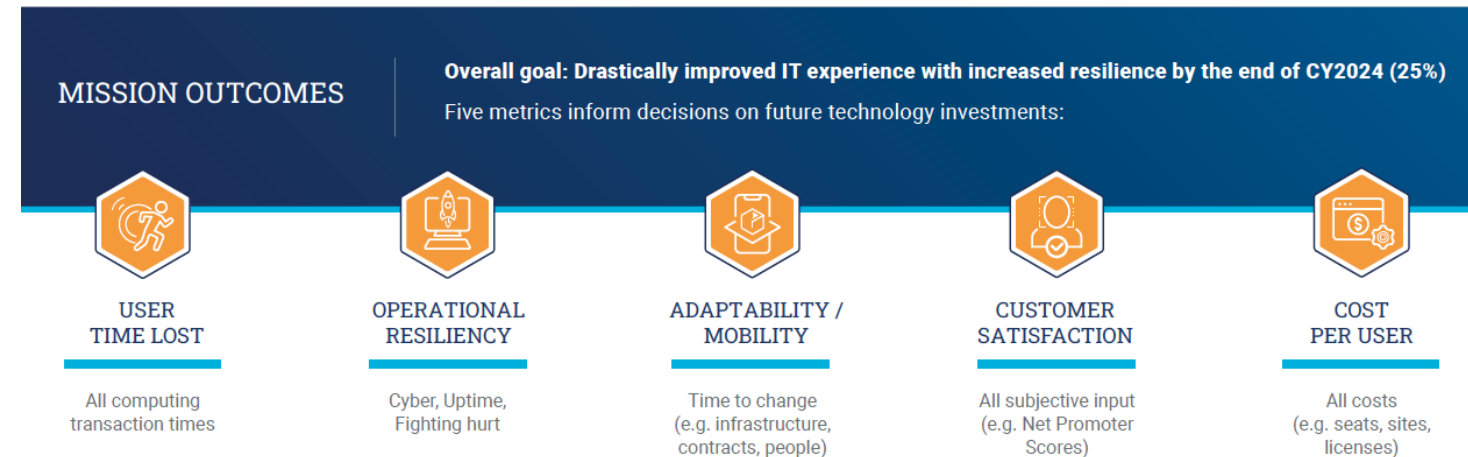 MISSION OUTCOMES
Overall goal: Drastically improved IT experience with increased resilience by the end of CY2024 (25%)
Five metrics inform decisions on future technology investments:
USER
TIME LOST
All computing
transaction times
OPERATIONAL
RESILIENCY
Cyber, Uptime,
Fighting hurt
ADAPTABILITY /
MOBILITY
Time to change
(e.g. infrastructure,
contracts, people)
CUSTOMER
SATISFACTION
All subjective input
(e.g. Net Promoter
Scores)
COST
PER USER
All costs
(e.g. seats, sites,
licenses)